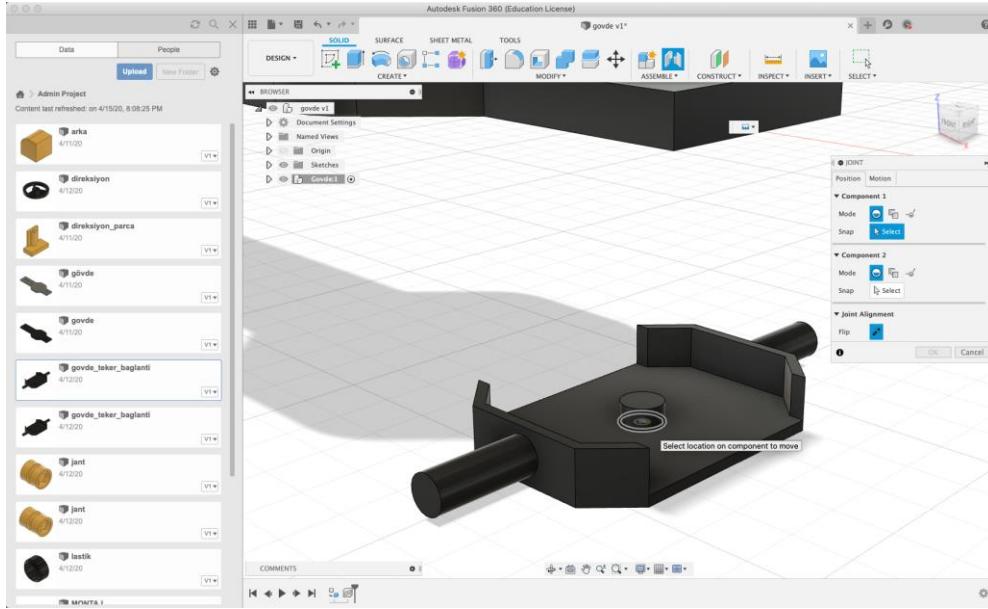 Autodesk Fusion 360 (Education License)
govde v1*
Data
People
Upload
New Folder
Admin Project
Content last refreshed: on 4/15/20, 8:08:25 PM
arka
4/11/20
V1
direksiyon
4/12/20
V1
direksiyon_parca
4/11/20
V1
gövde
4/11/20
V1
govde
4/11/20
V1
govde_teker_baglanti
4/12/20
V1
govde_teker_baglanti
4/12/20
V1
jant
4/12/20
V1
jant
4/12/20
V1
lastik
4/12/20
V1
DESIGN
SOLID
SURFACE
SHEET METAL
TOOLS
CREATE
MODIFY
ASSEMBLE
CONSTRUCT
INSPECT
INSERT
SELECT
BROWSER
govde v1
Document Settings
Named Views
Origin
Sketches
Govde:1
Z
X
JOINT
Position
Motion
Component 1
Mode
Snap
Select
Component 2
Mode
Snap
Select
Joint Alignment
Flip
OK
Cancel
Select location on component to move
COMMENTS